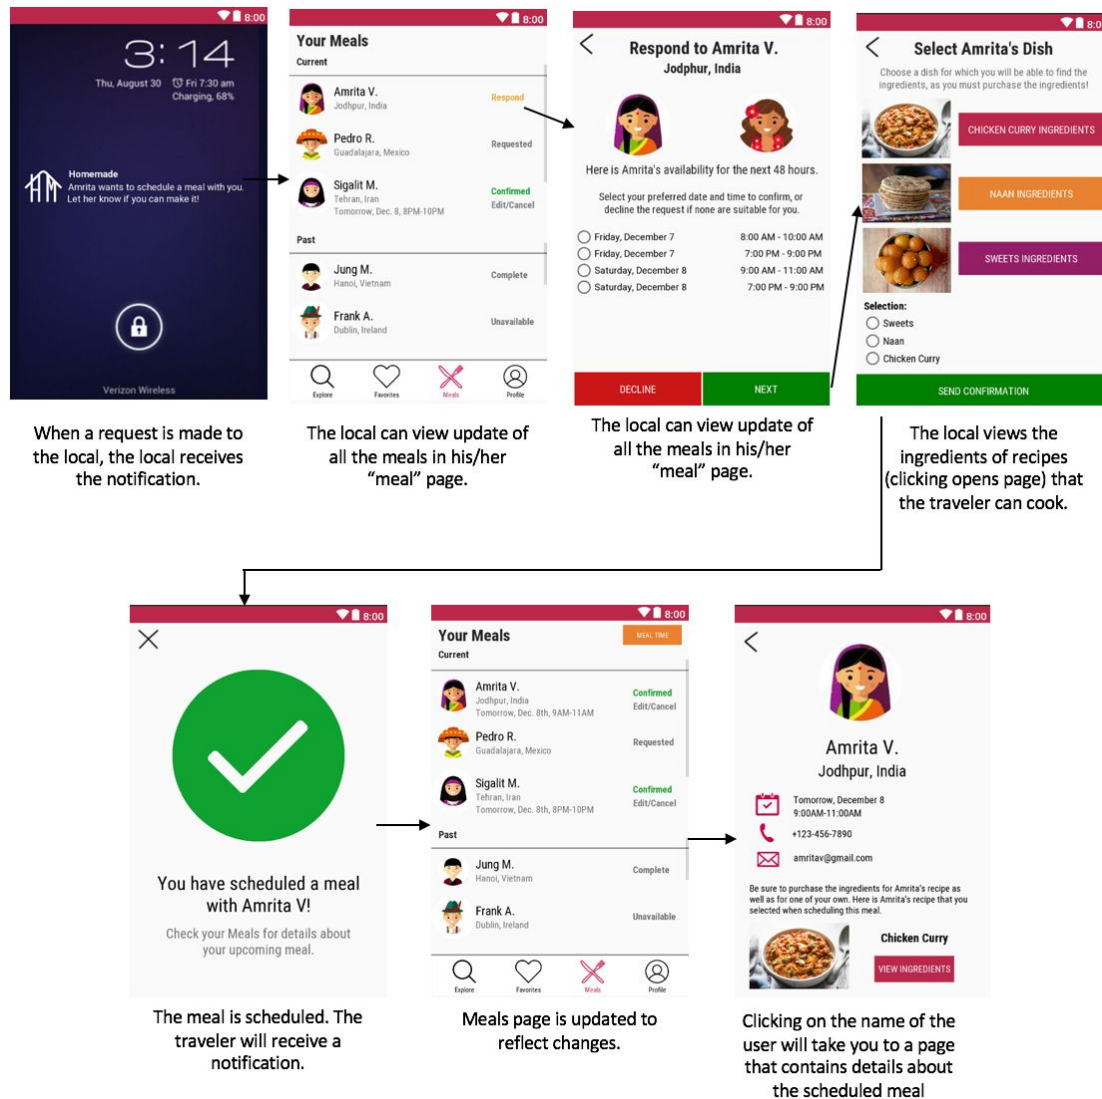 8:00
3:14
Thu, August 30 Fri 7:30 am
Charging, 68%
Homemade
Amrita wants to schedule a meal with you.
Let her know if you can make it!
Verizon Wireless
When a request is made to
the local, the local receives
the notification.
8:00
Your Meals
Current
Amrita V.
Jodhpur, India
Respond
Pedro R.
Guadalajara, Mexico
Requested
Sigalit M.
Tehran, Iran
Tomorrow, Dec. 8, 8PM-10PM
Confirmed
Edit/Cancel
Past
Jung M.
Hanoi, Vietnam
Complete
Frank A.
Dublin, Ireland
Unavailable
Explore Favorites Meals Profile
The local can view update of
all the meals in his/her
“meal” page.
8:00
Respond to Amrita V.
Jodphur, India
Here is Amrita's availability for the next 48 hours.
Select your preferred date and time to confirm, or
decline the request if none are suitable for you.
Friday, December 7 8:00 AM - 10:00 AM
Friday, December 7 7:00 PM - 9:00 PM
Saturday, December 8 9:00 AM - 11:00 AM
Saturday, December 8 7:00 PM - 9:00 PM
DECLINE NEXT
The local can view update of
all the meals in his/her
“meal” page.
8:0
Select Amrita's Dish
Choose a dish for which you will be able to find the
ingredients, as you must purchase the ingredients!
CHICKEN CURRY INGREDIENTS
NAAN INGREDIENTS
SWEETS INGREDIENTS
Selection:
Sweets
Naan
Chicken Curry
SEND CONFIRMATION
The local views the
ingredients of recipes
(clicking opens page) that
the traveler can cook.
8:00
You have scheduled a meal
with Amrita V!
Check your Meals for details about
your upcoming meal.
The meal is scheduled. The
traveler will receive a
notification.
8:00
Your Meals
MEAL TIME
Current
Amrita V.
Jodhpur, India
Tomorrow, Dec. 8th, 9AM-11AM
Confirmed
Edit/Cancel
Pedro R.
Guadalajara, Mexico
Requested
Sigalit M.
Tehran, Iran
Tomorrow, Dec. 8th, 8PM-10PM
Confirmed
Edit/Cancel
Past
Jung M.
Hanoi, Vietnam
Complete
Frank A.
Dublin, Ireland
Unavailable
Explore Favorites Meals Profile
Meals page is updated to
reflect changes.
8:00
Amrita V.
Jodhpur, India
Tomorrow, December 8
9:00AM-11:00AM
+123-456-7890
amritav@gmail.com
Be sure to purchase the ingredients for Amrita's recipe as
well as for one of your own. Here is Amrita's recipe that you
selected when scheduling this meal.
Chicken Curry
VIEW INGREDIENTS
Clicking on the name of the
user will take you to a page
that contains details about
the scheduled meal